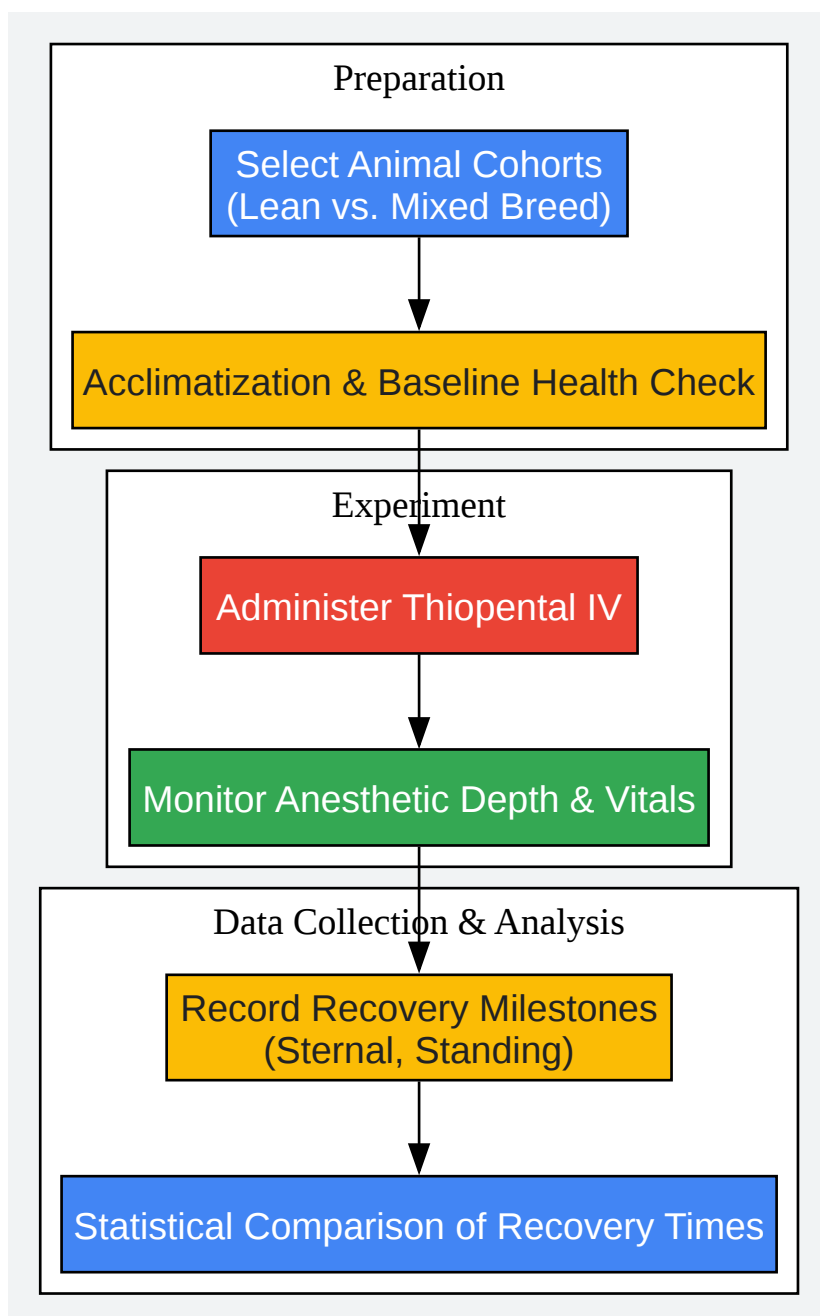 Preparation
Select Animal Cohorts
(Lean vs. Mixed Breed)
Acclimatization & Baseline Health Check
Experiment
Administer Thiopental IV
Monitor Anesthetic Depth & Vitals
Data Collection & Analysis
Record Recovery Milestones
(Sternal, Standing)
Statistical Comparison of Recovery Times